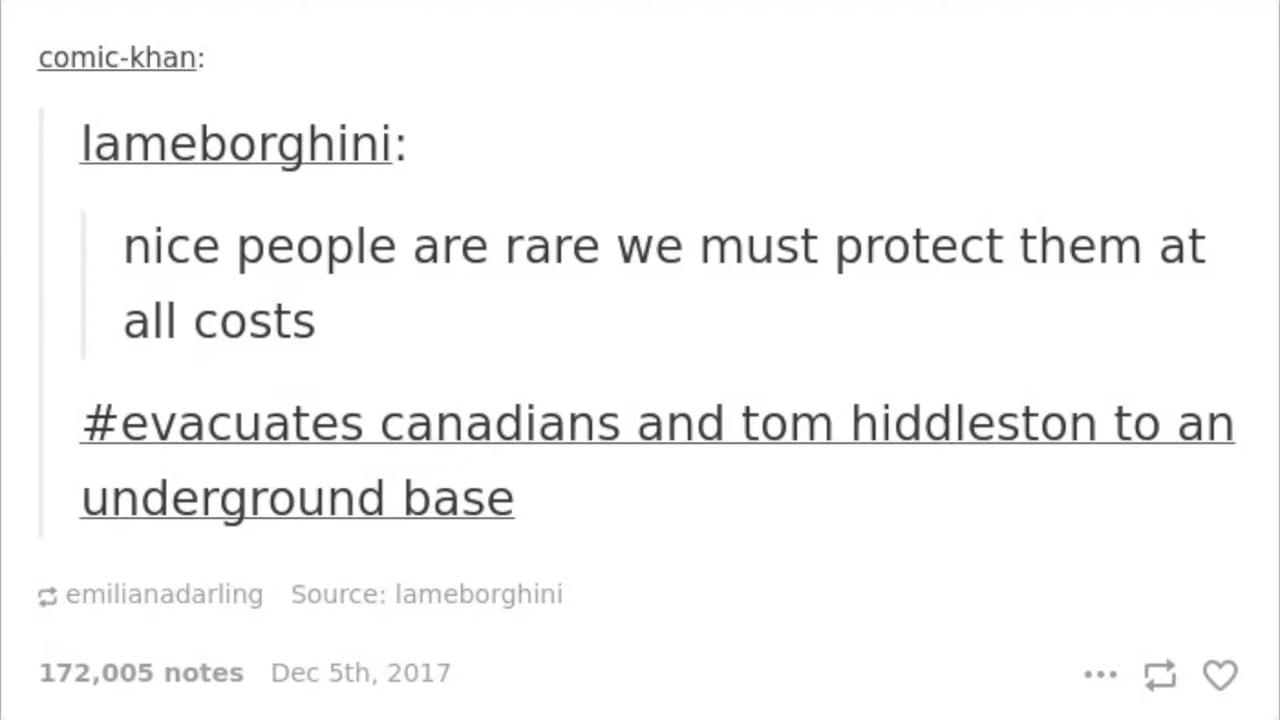 comic-khan:
lameborghini:
nice people are rare we must protect them at
all costs
#evacuates canadians and tom hiddleston to an
underground base
emilianadarling Source: lameborghini
172,005 notes Dec 5th, 2017